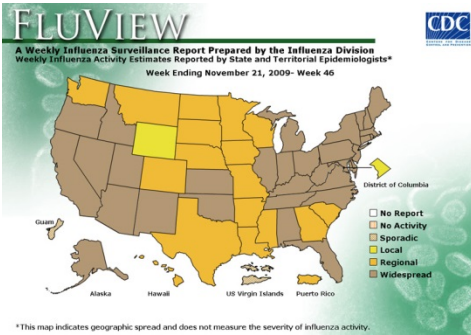 FLUVIEW
CDC
A Weekly Influenza Surveillance Report Prepared by the Influenza Division
Weekly Influenza Activity Estimates Reported by State and Territorial Epidemiologists*
Week Ending November 21, 2009- Week 46
District of Columbia
Guam
No Report
No Activity
Sporadic
Local
Regional
Widespread
Alaska
Hawaii
US Virgin Islands
Puerto Rico
*This map indicates geographic spread and does not measure the severity of influenza activity.